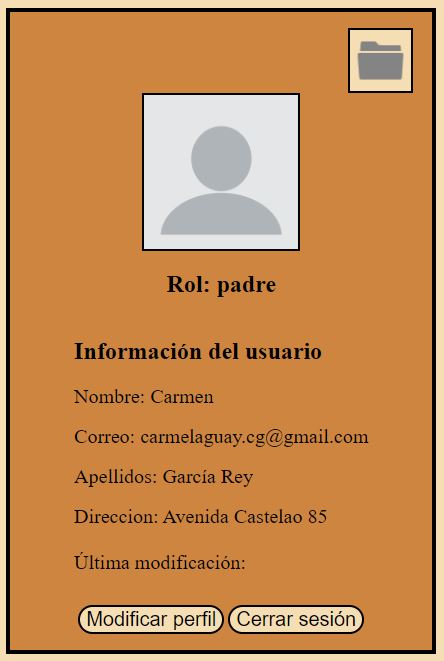 Rol: padre
Información del usuario
Nombre: Carmen
Correo: carmelaguay.cg@gmail.com
Apellidos: García Rey
Direccion: Avenida Castelao 85
Última modificación:
Modificar perfil Cerrar sesión